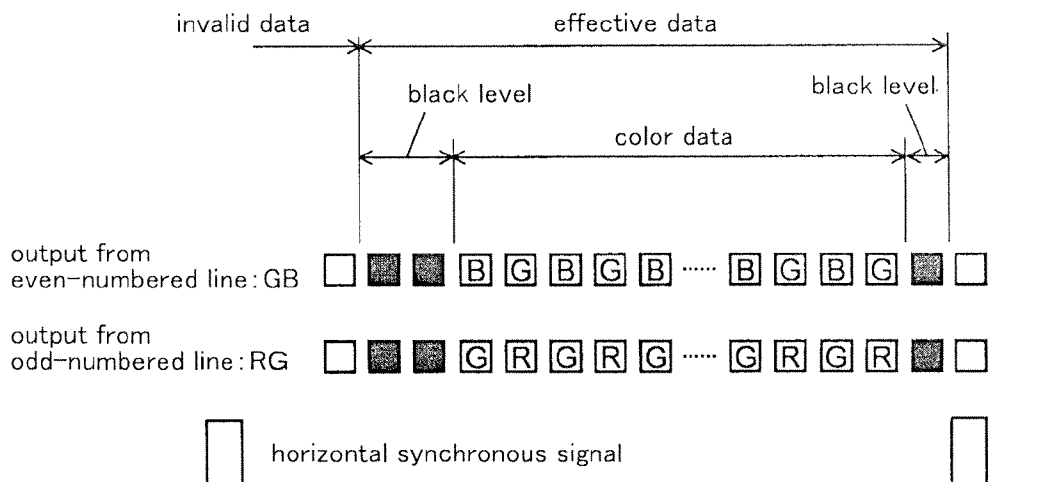 invalid data
effective data
black level
black level
color data
output from
even-numbered line:GB
B G B G B ...... B G B G
output from
odd-numbered line:RG
G R G R G ...... G R G R
horizontal synchronous signal